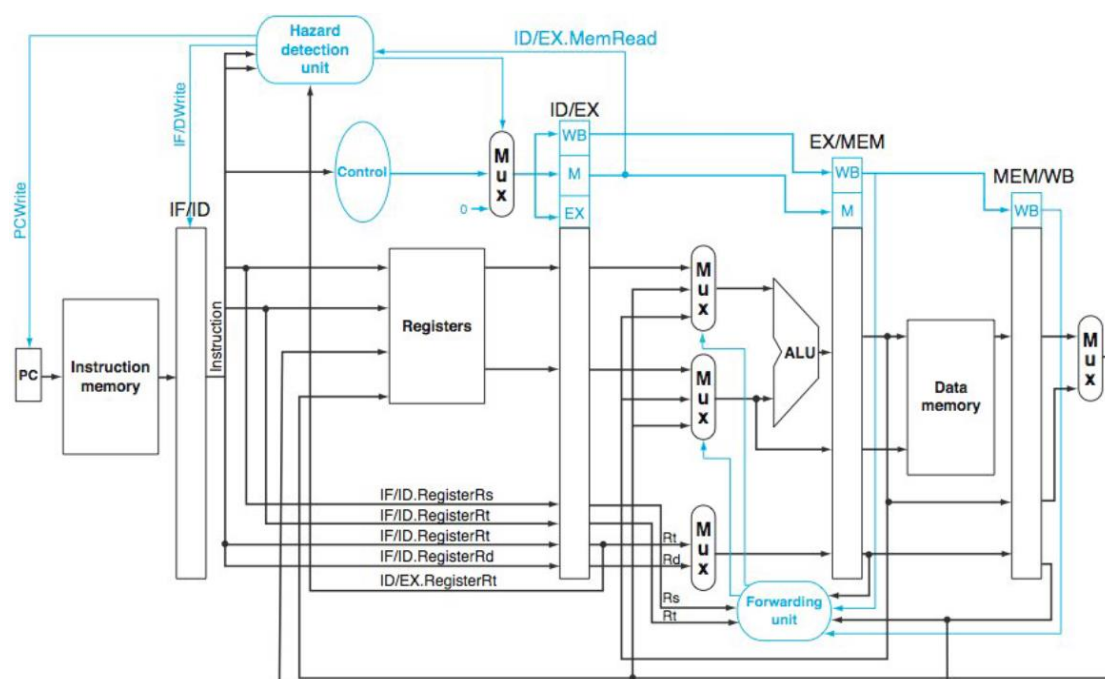 Hazard
detection
unit
ID/EX.MemRead
ID/EX
PCWrite
IF/DWrite
WB
EX/MEM
Control
Mux
M
WB
MEM/WB
0
EX
M
WB
IF/ID
PC
Instruction
memory
Instruction
Registers
Mux
Mux
ALU
Data
memory
Mux
IF/ID.RegisterRs
IF/ID.RegisterRt
IF/ID.RegisterRt
IF/ID.RegisterRd
ID/EX.RegisterRt
Rt
Rd
Mux
Rs
Rt
Forwarding
unit